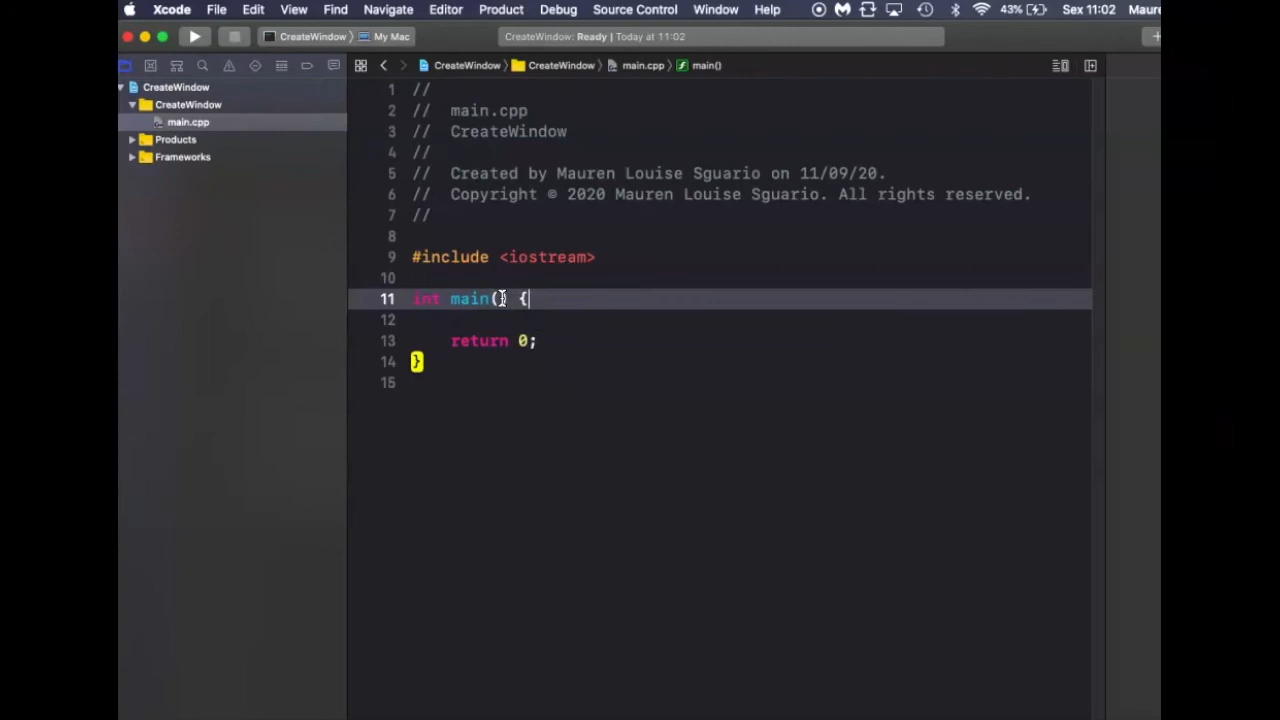 Xcode File Edit View Find Navigate Editor Product Debug Source Control Window Help 43% Sex 11:02 Maure
CreateWindow My Mac CreateWindow: Ready | Today at 11:02
CreateWindow CreateWindow main.cpp main()
CreateWindow
CreateWindow
main.cpp
Products
Frameworks
1 //
2 // main.cpp
3 // CreateWindow
4 //
5 // Created by Mauren Louise Sguario on 11/09/20.
6 // Copyright © 2020 Mauren Louise Sguario. All rights reserved.
7 //
8
9 #include <iostream>
10
11 int main() {
12
13 return 0;
14 }
15